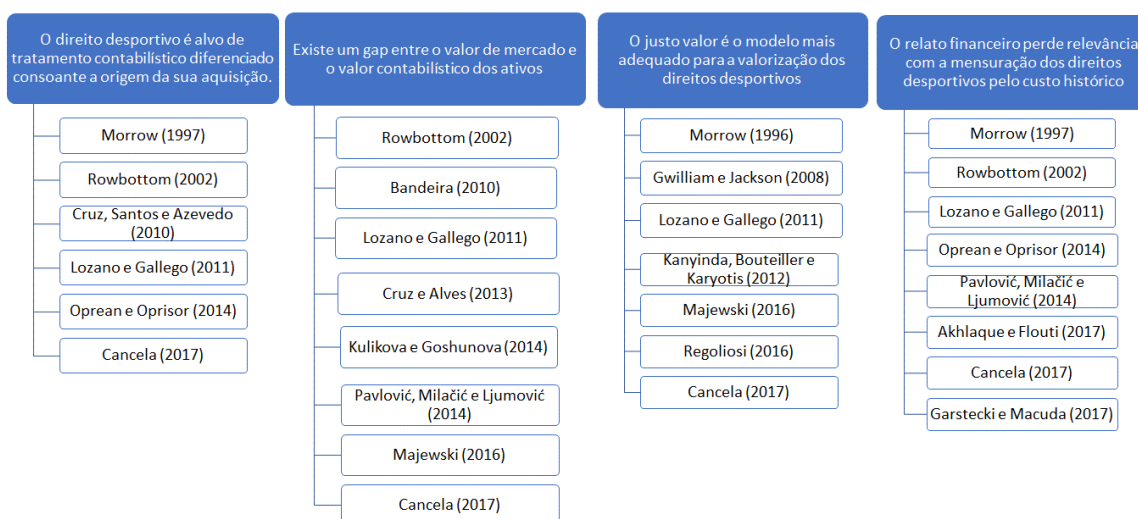 O direito desportivo é alvo de
tratamento contabilístico diferenciado
consoante a origem da sua aquisição.
Morrow (1997)
Rowbottom (2002)
Cruz, Santos e Azevedo
(2010)
Lozano e Gallego (2011)
Oprean e Oprisor (2014)
Cancela (2017)
Existe um gap entre o valor de mercado e
o valor contabilístico dos ativos
Rowbottom (2002)
Bandeira (2010)
Lozano e Gallego (2011)
Cruz e Alves (2013)
Kulikova e Goshunova (2014)
Pavlović, Milačić e Ljumović
(2014)
Majewski (2016)
Cancela (2017)
O justo valor é o modelo mais
adequado para a valorização dos
direitos desportivos
Morrow (1996)
Gwilliam e Jackson (2008)
Lozano e Gallego (2011)
Kanyinda, Bouteiller e
Karyotis (2012)
Majewski (2016)
Regoliosi (2016)
Cancela (2017)
O relato financeiro perde relevância
com a mensuração dos direitos
desportivos pelo custo histórico
Morrow (1997)
Rowbottom (2002)
Lozano e Gallego (2011)
Oprean e Oprisor (2014)
Pavlović, Milačić e
Ljumović (2014)
Akhlaque e Flouti (2017)
Cancela (2017)
Garstecki e Macuda (2017)